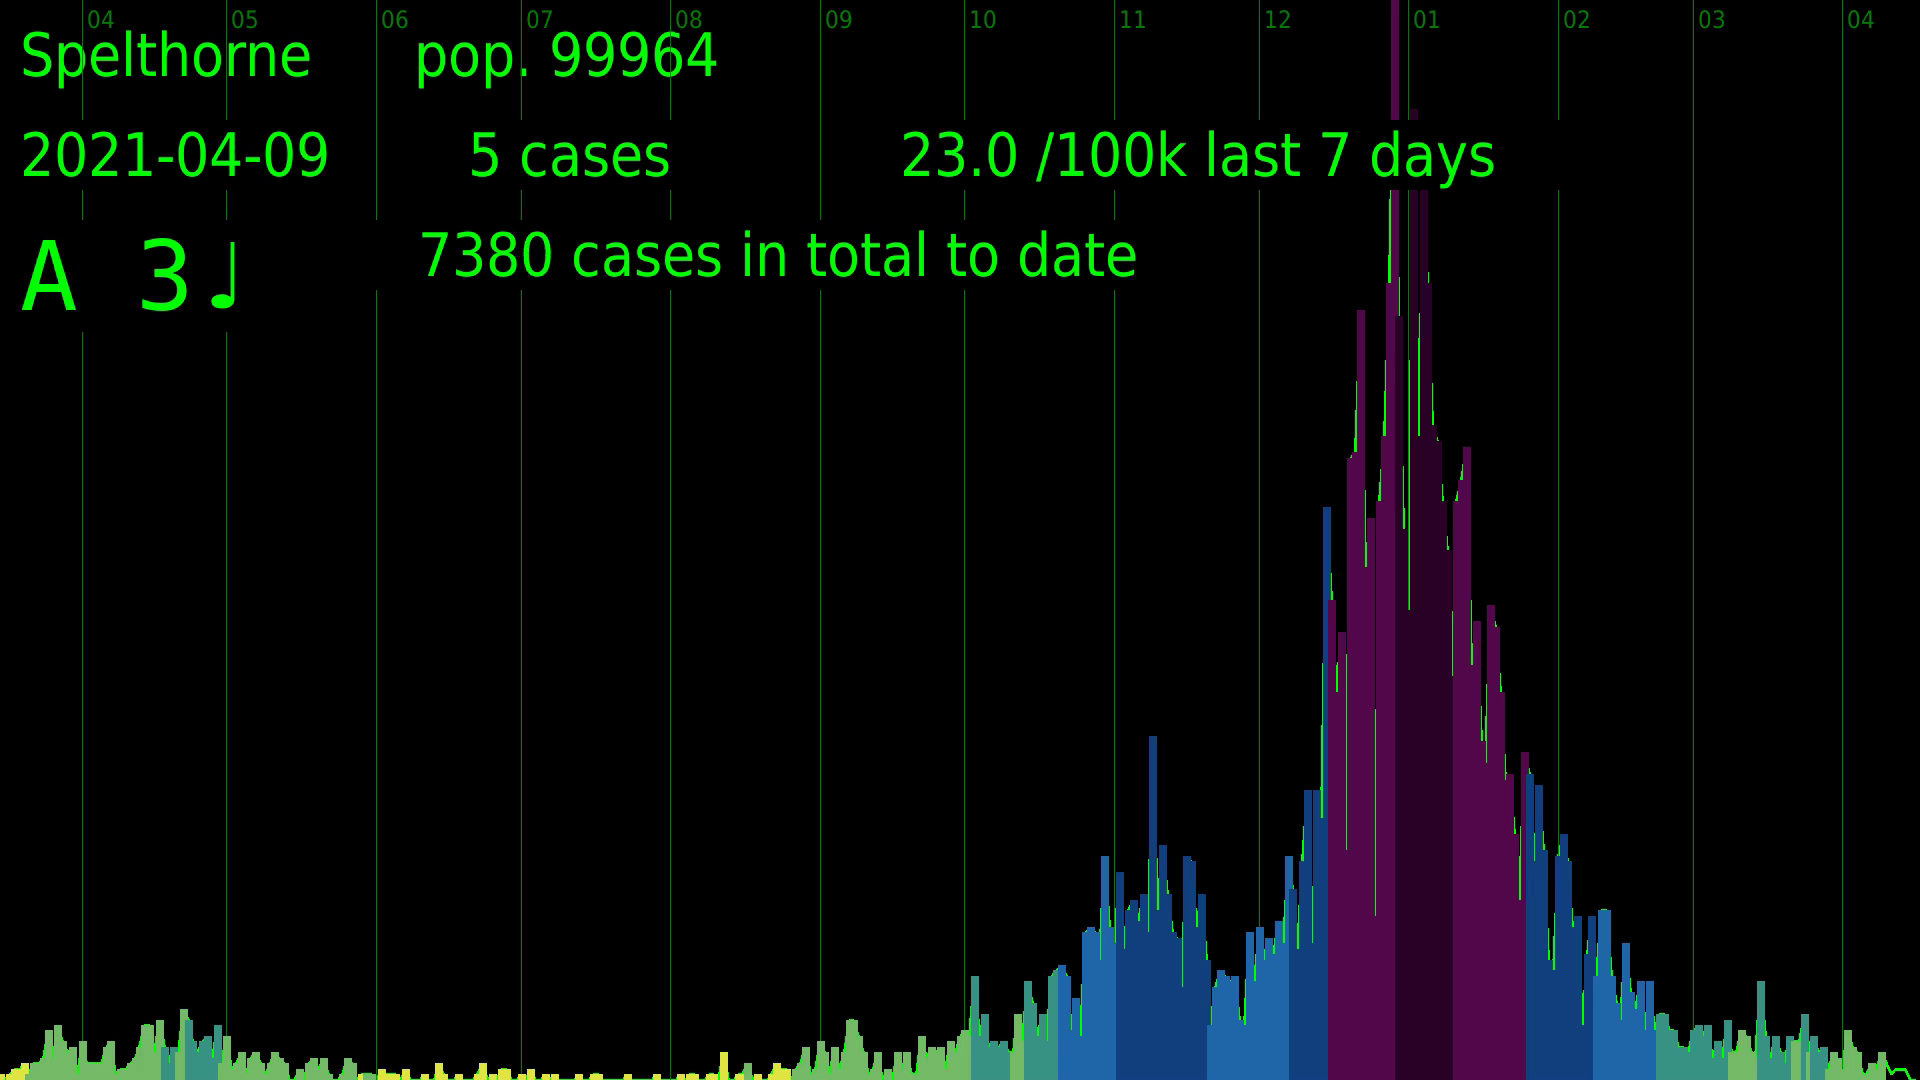 04 05 06 07 08 09 10 11 12 01 02 03 04
Spelthorne pop. 99964
2021-04-09 5 cases 23.0 /100k last 7 days
A 3♩ 7380 cases in total to date